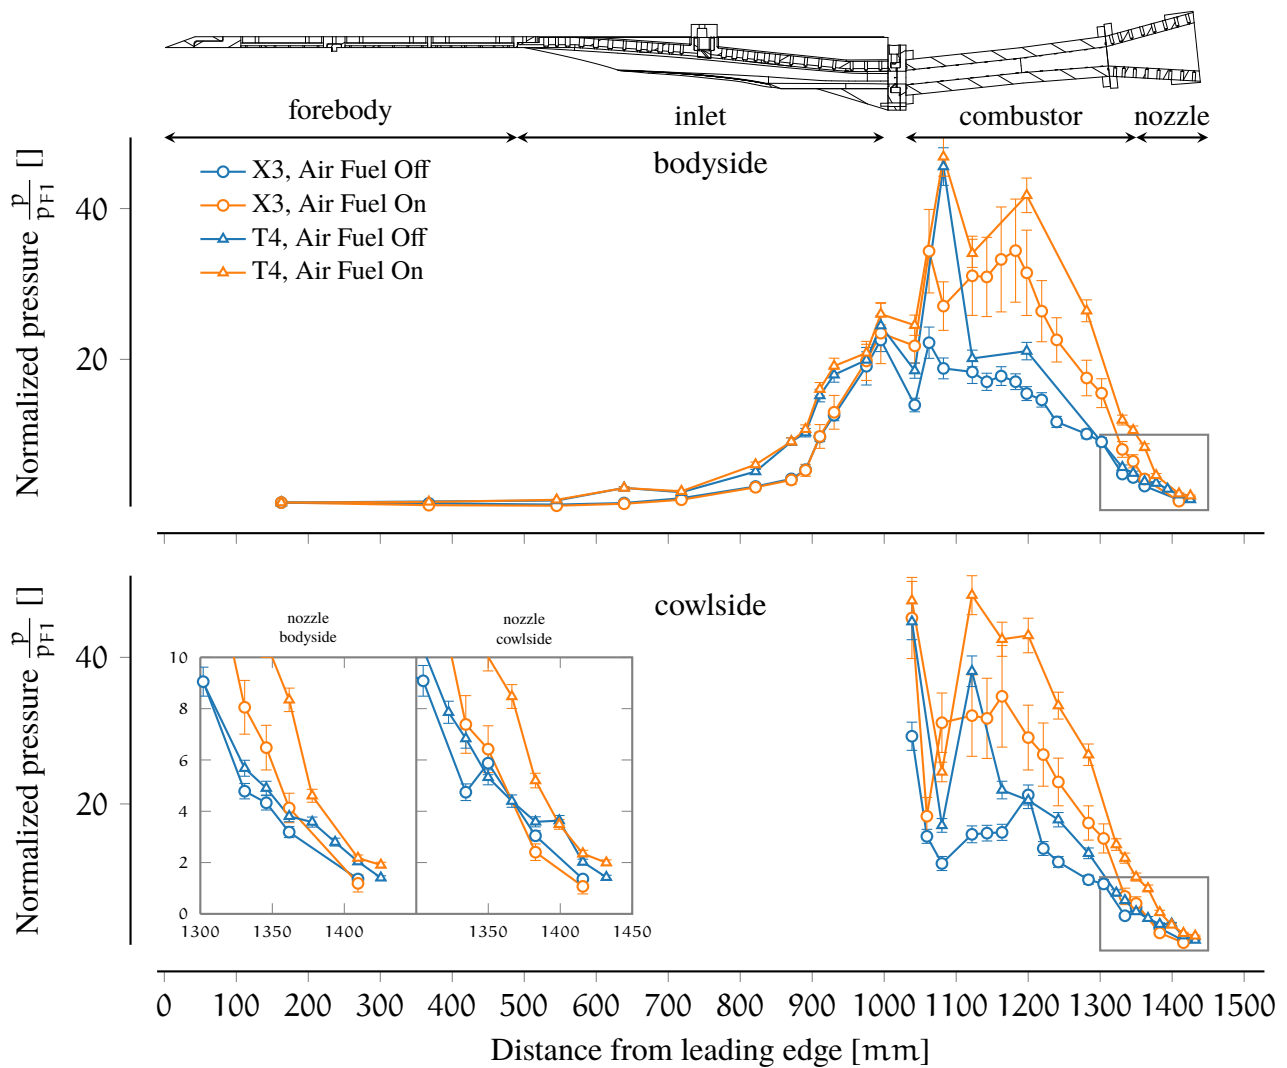 forebody inlet combustor nozzle
bodyside
X3, Air Fuel Off
X3, Air Fuel On
T4, Air Fuel Off
T4, Air Fuel On
Normalized pressure p/pF1 []
40
20
cowlside
Normalized pressure p/pF1 []
40
20
nozzle
bodyside
nozzle
cowlside
10
8
6
4
2
0
1300 1350 1400 1350 1400 1450
0 100 200 300 400 500 600 700 800 900 1000 1100 1200 1300 1400 1500
Distance from leading edge [mm]